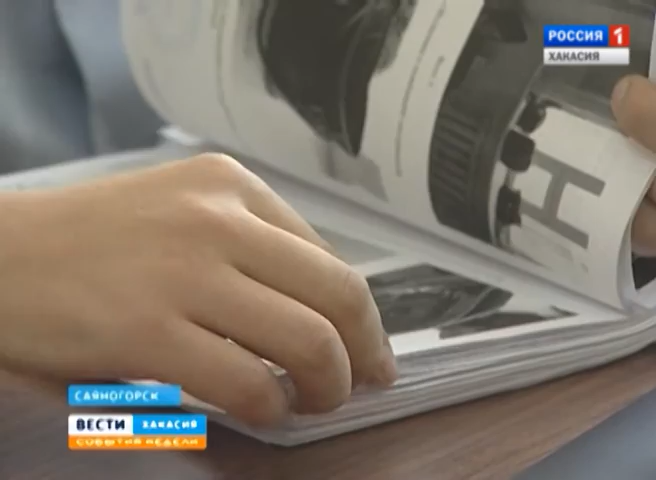 РОССИЯ 1
ХАКАСИЯ
Н
САЯНОГОРСК
ВЕСТИ ХАКАСИЯ
СОБЫТИЯ НЕДЕЛИ